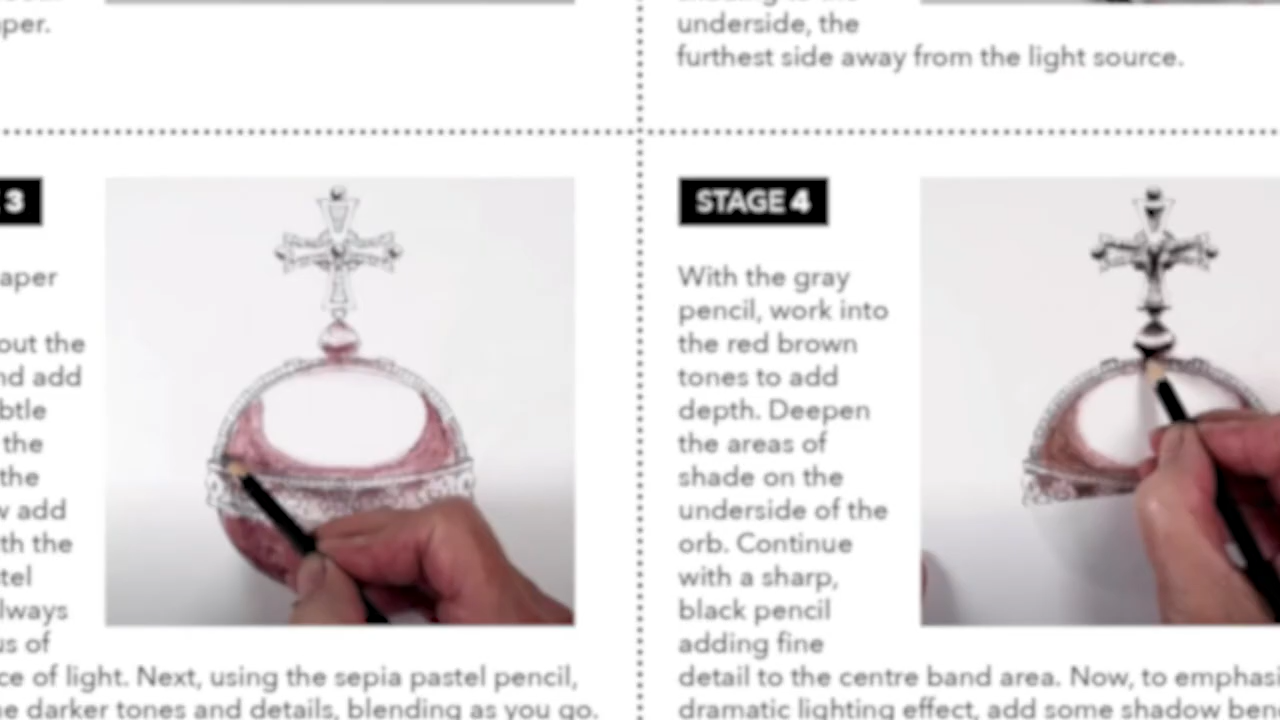 per.
underside, the
furthest side away from the light source.
3
aper
out the
nd add
btle
the
the
w add
th the
tel
lways
us of
ce of light. Next, using the sepia pastel pencil,
e darker tones and details, blending as you go.
STAGE 4
With the gray
pencil, work into
the red brown
tones to add
depth. Deepen
the areas of
shade on the
underside of the
orb. Continue
with a sharp,
black pencil
adding fine
detail to the centre band area. Now, to emphasi
dramatic lighting effect, add some shadow ben